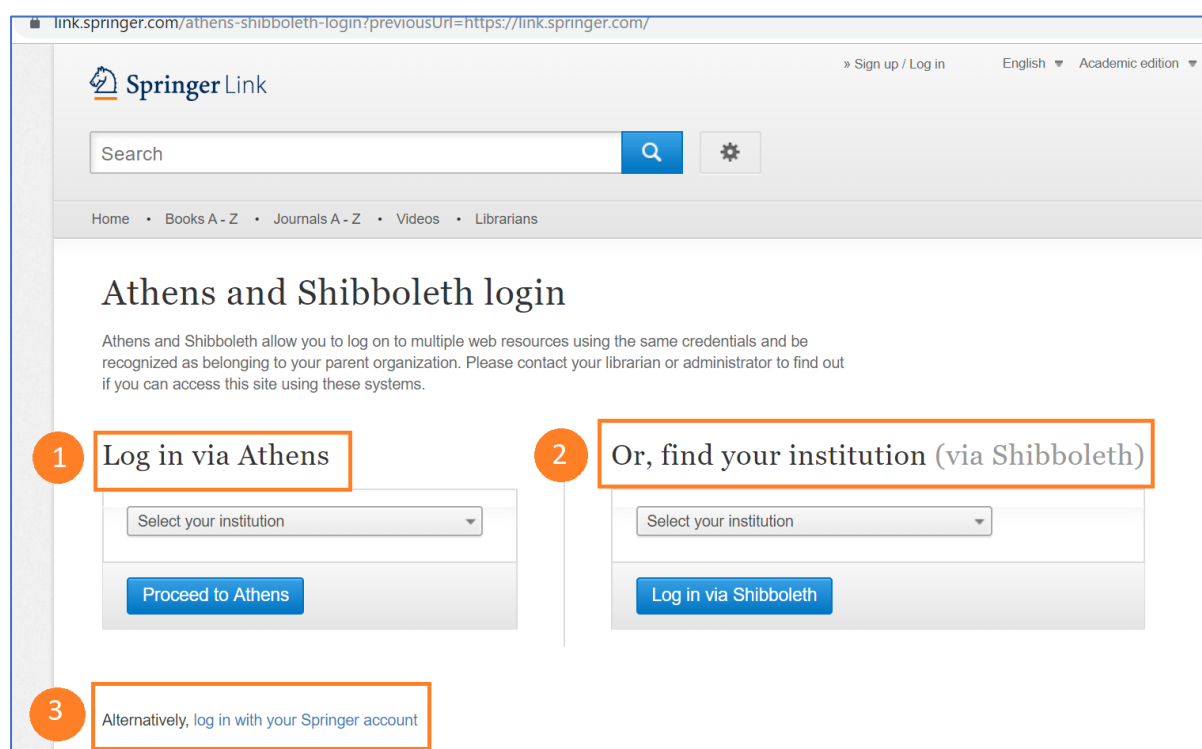 link.springer.com/athens-shibboleth-login?previousUrl=https://link.springer.com/
Springer Link
» Sign up / Log in English Academic edition
Search
Home • Books A - Z • Journals A - Z • Videos • Librarians
Athens and Shibboleth login
Athens and Shibboleth allow you to log on to multiple web resources using the same credentials and be
recognized as belonging to your parent organization. Please contact your librarian or administrator to find out
if you can access this site using these systems.
1 Log in via Athens
2 Or, find your institution (via Shibboleth)
Select your institution
Select your institution
Proceed to Athens
Log in via Shibboleth
3 Alternatively, log in with your Springer account